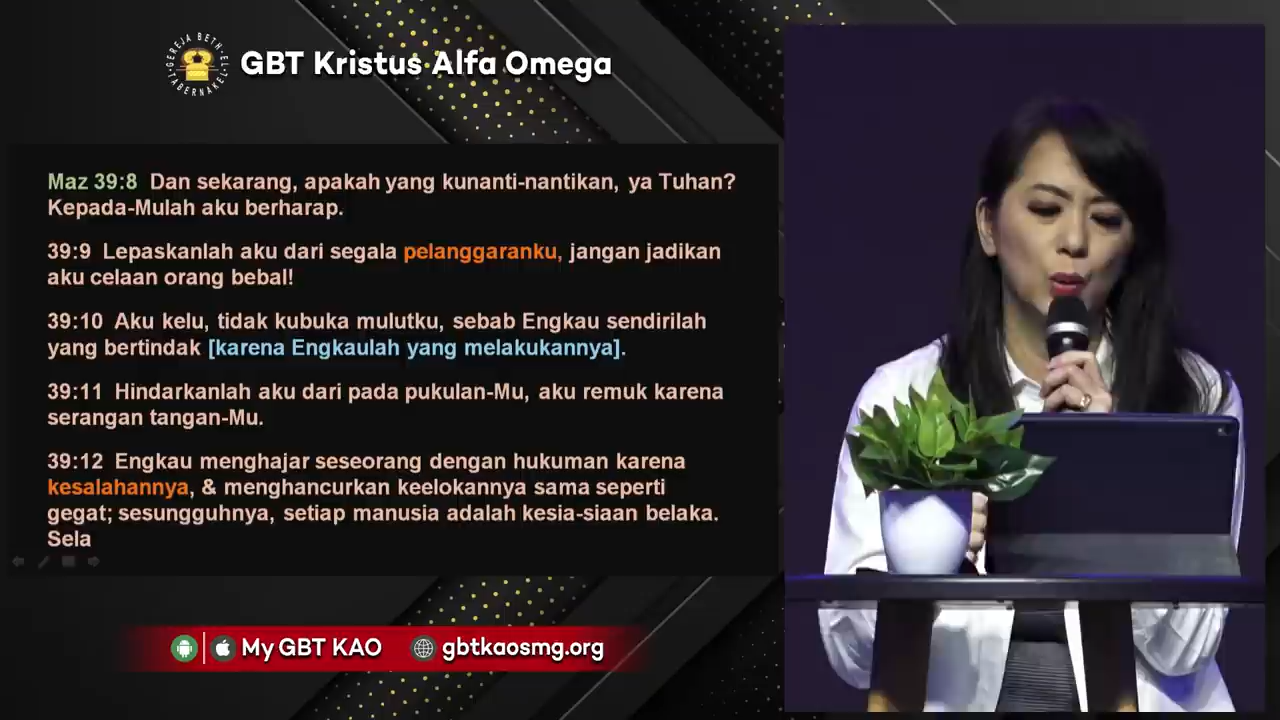 GEREJA BETH-EL TABERNAKEL
GBT Kristus Alfa Omega
Maz 39:8 Dan sekarang, apakah yang kunanti-nantikan, ya Tuhan?
Kepada-Mulah aku berharap.
39:9 Lepaskanlah aku dari segala pelanggaranku, jangan jadikan
aku celaan orang bebal!
39:10 Aku kelu, tidak kubuka mulutku, sebab Engkau sendirilah
yang bertindak [karena Engkaulah yang melakukannya].
39:11 Hindarkanlah aku dari pada pukulan-Mu, aku remuk karena
serangan tangan-Mu.
39:12 Engkau menghajar seseorang dengan hukuman karena
kesalahannya, & menghancurkan keelokannya sama seperti
gegat; sesungguhnya, setiap manusia adalah kesia-siaan belaka.
Sela
My GBT KAO gbtkaosmg.org